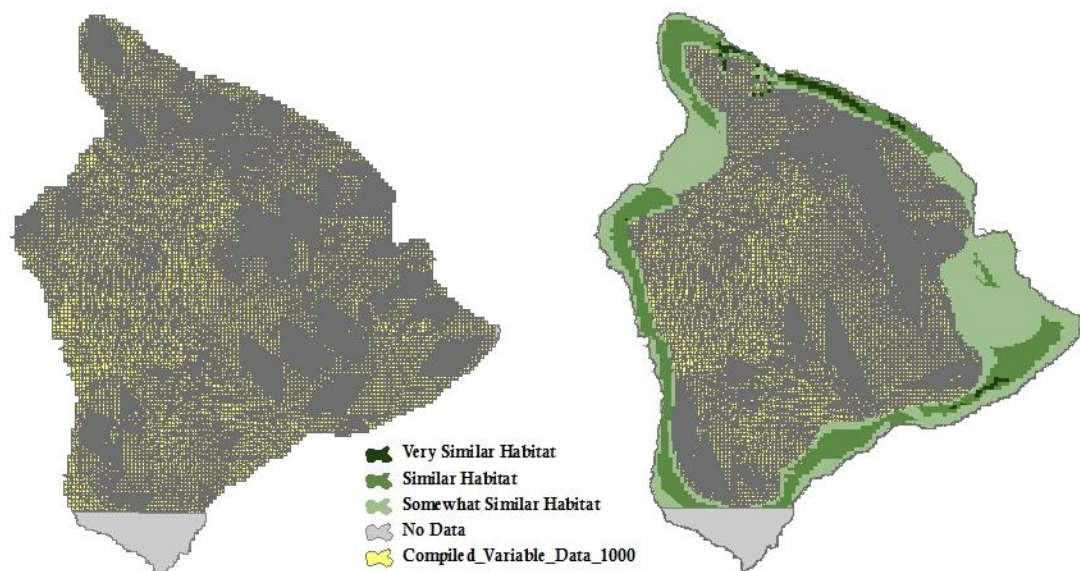 Very Similar Habitat
Similar Habitat
Somewhat Similar Habitat
No Data
Compiled_Variable_Data_1000